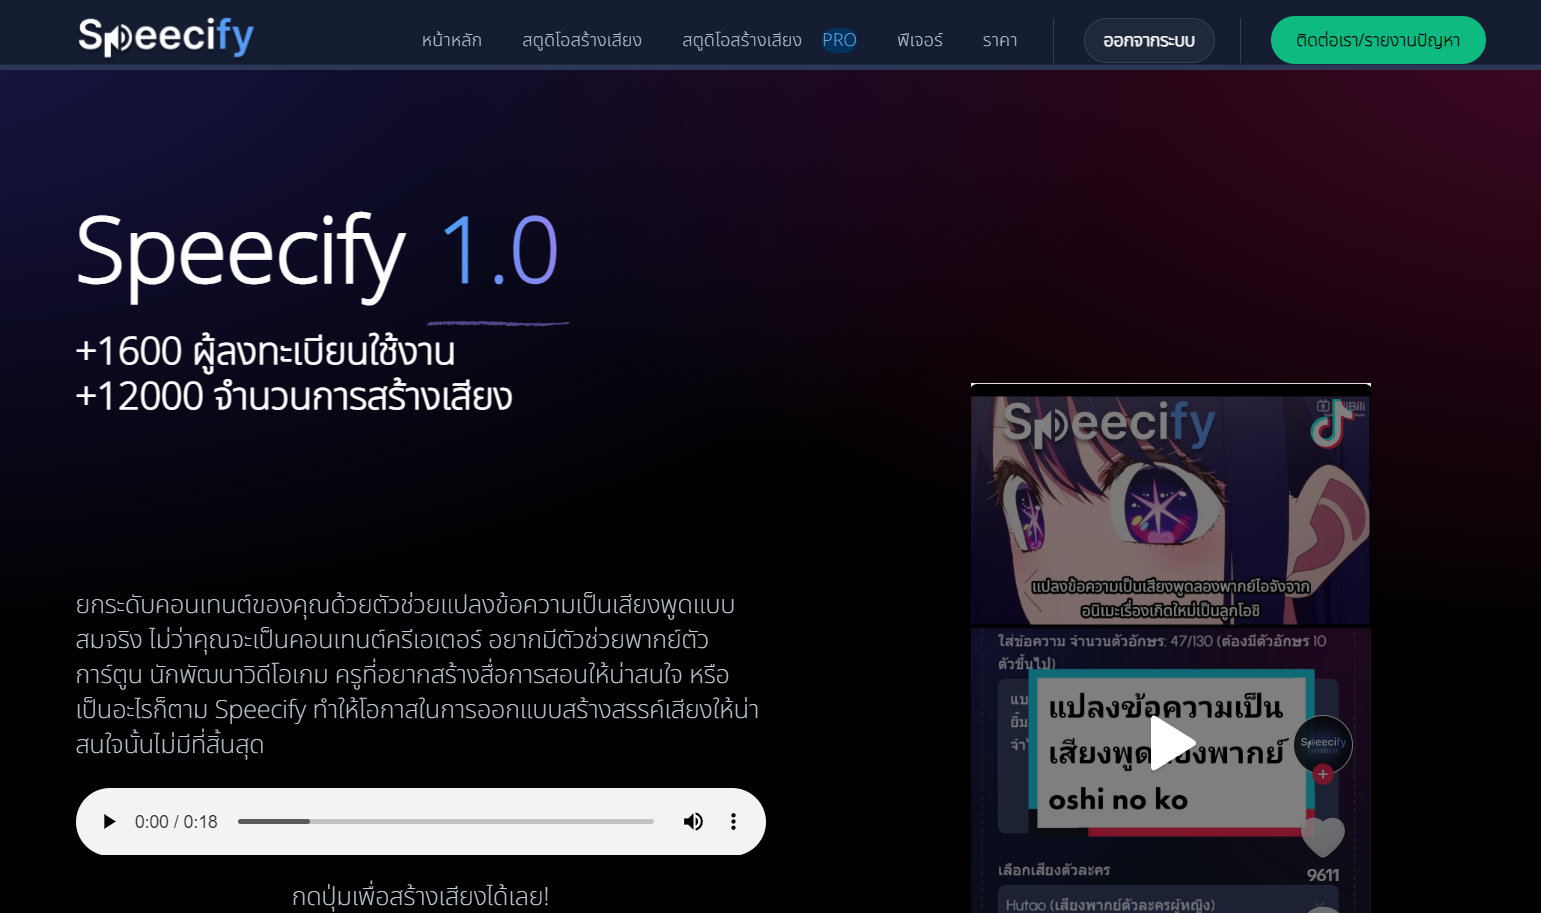 Speecify
หน้าหลัก
สตูดิโอสร้างเสียง
สตูดิโอสร้างเสียง PRO
ฟีเจอร์
ราคา
ออกจากระบบ
ติดต่อเรา/รายงานปัญหา
Speecify 1.0
+1600 ผู้ลงทะเบียนใช้งาน
+12000 จำนวนการสร้างเสียง
ยกระดับคอนเทนต์ของคุณด้วยตัวช่วยแปลงข้อความเป็นเสียงพูดแบบ
สมจริง ไม่ว่าคุณจะเป็นคอนเทนต์ครีเอเตอร์ อยากมีตัวช่วยพากย์ตัว
การ์ตูน นักพัฒนาวิดีโอเกม ครูที่อยากสร้างสื่อการสอนให้น่าสนใจ หรือ
เป็นอะไรก็ตาม Speecify ทำให้โอกาสในการออกแบบสร้างสรรค์เสียงให้น่า
สนใจนั้นไม่มีที่สิ้นสุด
0:00 / 0:18
กดปุ่มเพื่อสร้างเสียงได้เลย!
Speecify
แปลงข้อความเป็นเสียงพูดลองพากย์ไอจังจาก
อนิเมะเรื่องเกิดใหม่เป็นลูกโอชิ
ใส่ข้อความ จำนวนตัวอักษร: 47/130 (ต้องมีตัวอักษร 10
ตัวขึ้นไป)
แปลงข้อความเป็น
เสียงพูดลองพากย์
oshi no ko
Speecify
9611
เลือกเสียงตัวละคร
Hutao (เสียงพากย์ตัวละครผู้หญิง)